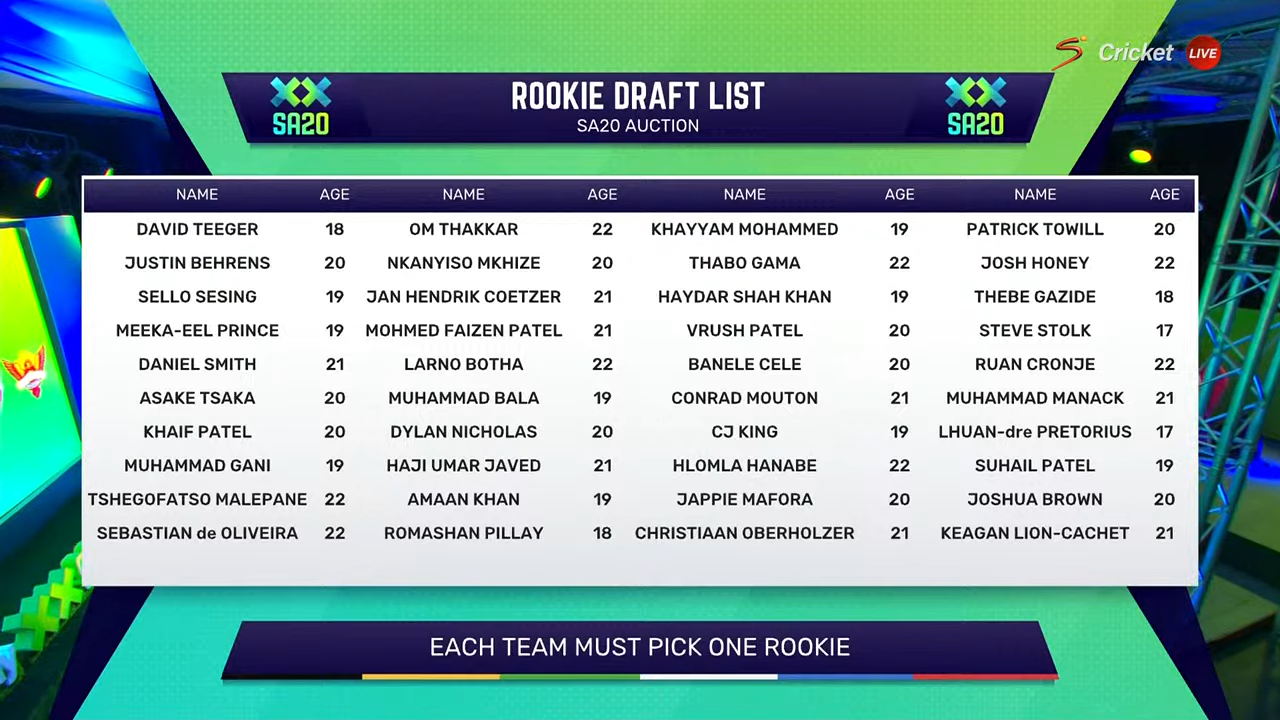 Cricket LIVE
ROOKIE DRAFT LIST
SA20 AUCTION
SA20
SA20
NAME AGE NAME AGE NAME AGE NAME AGE
DAVID TEEGER 18 OM THAKKAR 22 KHAYYAM MOHAMMED 19 PATRICK TOWILL 20
JUSTIN BEHRENS 20 NKANYISO MKHIZE 20 THABO GAMA 22 JOSH HONEY 22
SELLO SESING 19 JAN HENDRIK COETZER 21 HAYDAR SHAH KHAN 19 THEBE GAZIDE 18
MEEKA-EEL PRINCE 19 MOHMED FAIZEN PATEL 21 VRUSH PATEL 20 STEVE STOLK 17
DANIEL SMITH 21 LARNO BOTHA 22 BANELE CELE 20 RUAN CRONJE 22
ASAKE TSAKA 20 MUHAMMAD BALA 19 CONRAD MOUTON 21 MUHAMMAD MANACK 21
KHAIF PATEL 20 DYLAN NICHOLAS 20 CJ KING 19 LHUAN-dre PRETORIUS 17
MUHAMMAD GANI 19 HAJI UMAR JAVED 21 HLOMLA HANABE 22 SUHAIL PATEL 19
TSHEGOFATSO MALEPANE 22 AMAAN KHAN 19 JAPPIE MAFORA 20 JOSHUA BROWN 20
SEBASTIAN de OLIVEIRA 22 ROMASHAN PILLAY 18 CHRISTIAAN OBERHOLZER 21 KEAGAN LION-CACHET 21
EACH TEAM MUST PICK ONE ROOKIE